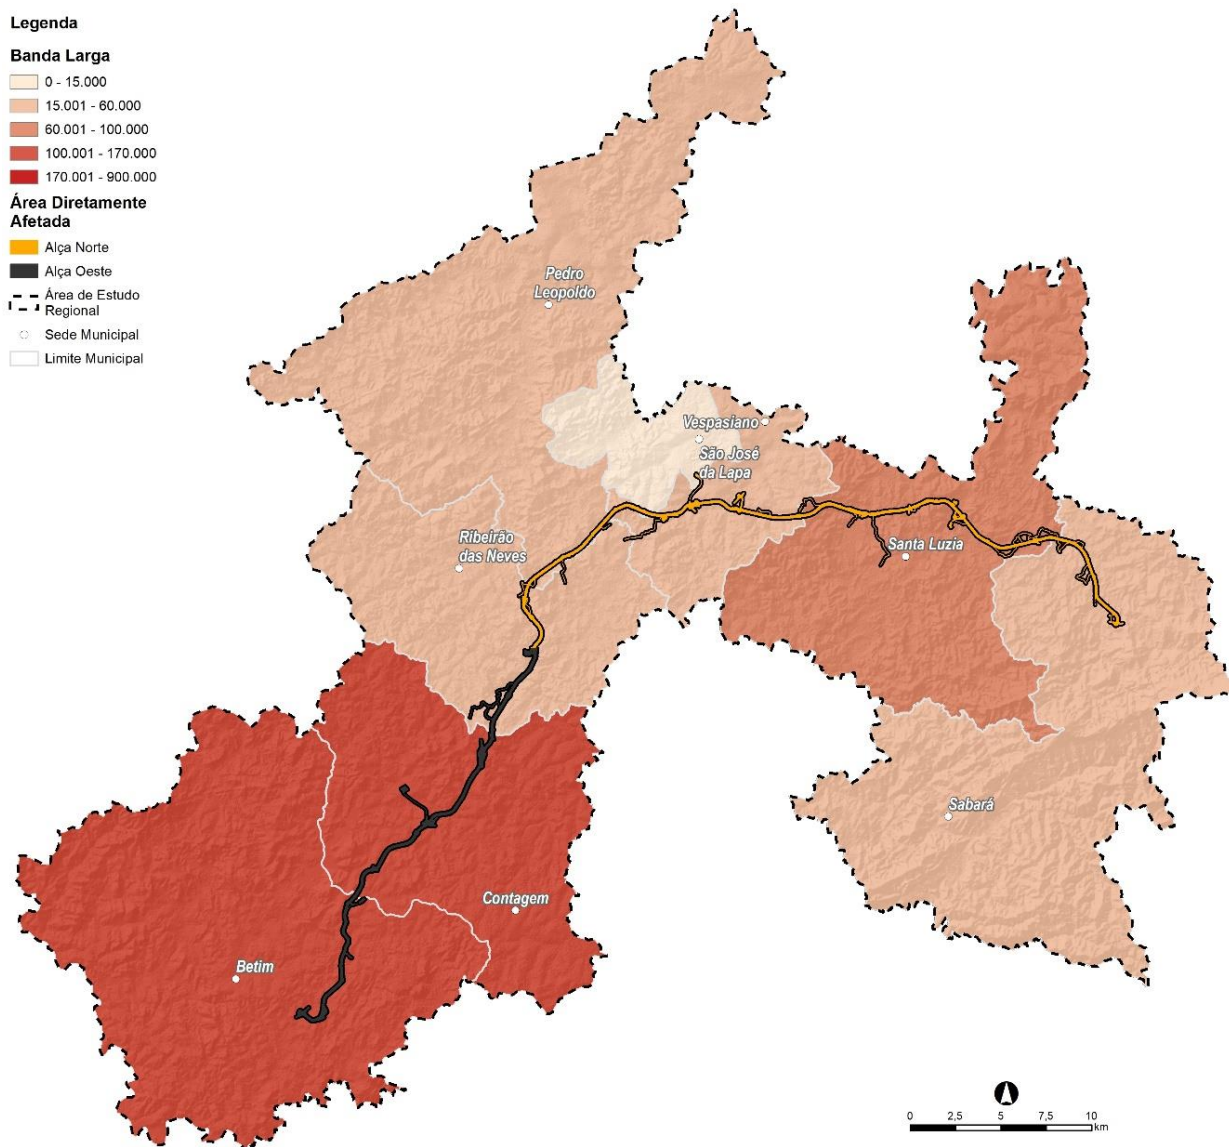 Legenda
Banda Larga
0 - 15.000
15.001 - 60.000
60.001 - 100.000
100.001 - 170.000
170.001 - 900.000
Área Diretamente
Afetada
Alça Norte
Alça Oeste
Área de Estudo
Regional
Sede Municipal
Limite Municipal
Pedro
Leopoldo
Vespasiano
São José
da Lapa
Ribeirão
das Neves
Santa Luzia
Sabará
Contagem
Betim
0 2,5 5 7,5 10
km